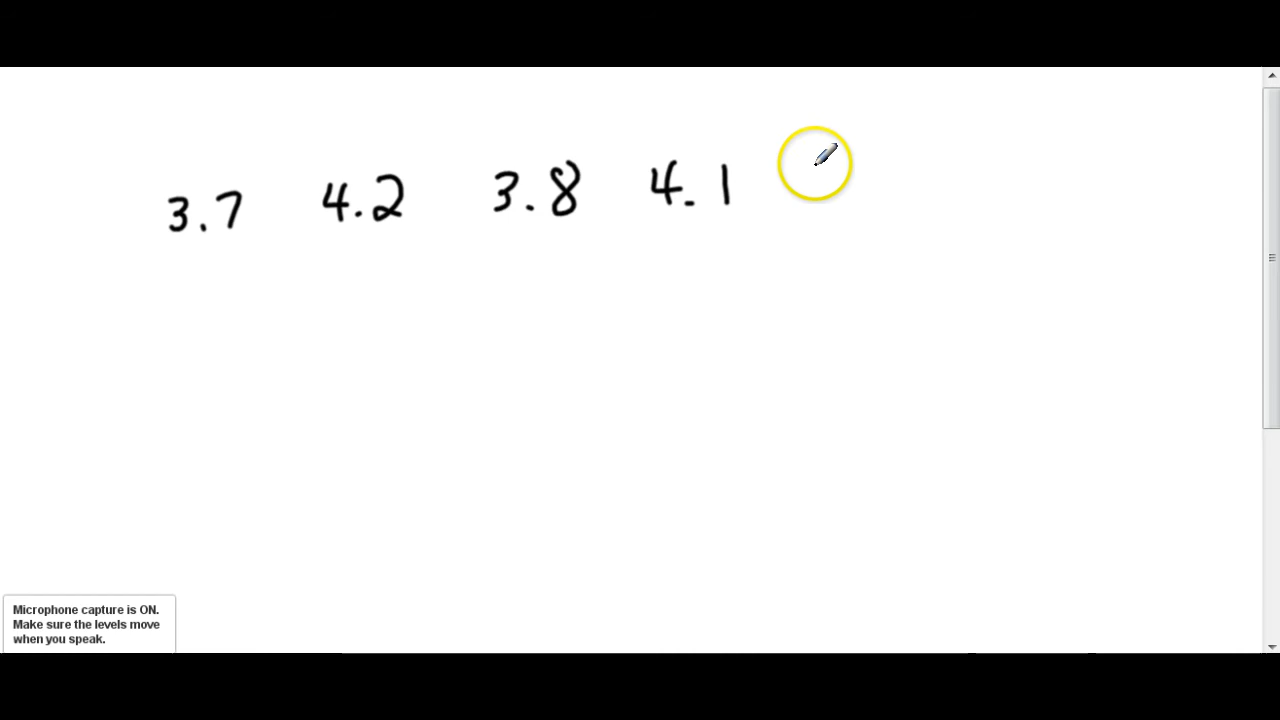 3.7 4.2 3.8 4.1
Microphone capture is ON.
Make sure the levels move
when you speak.